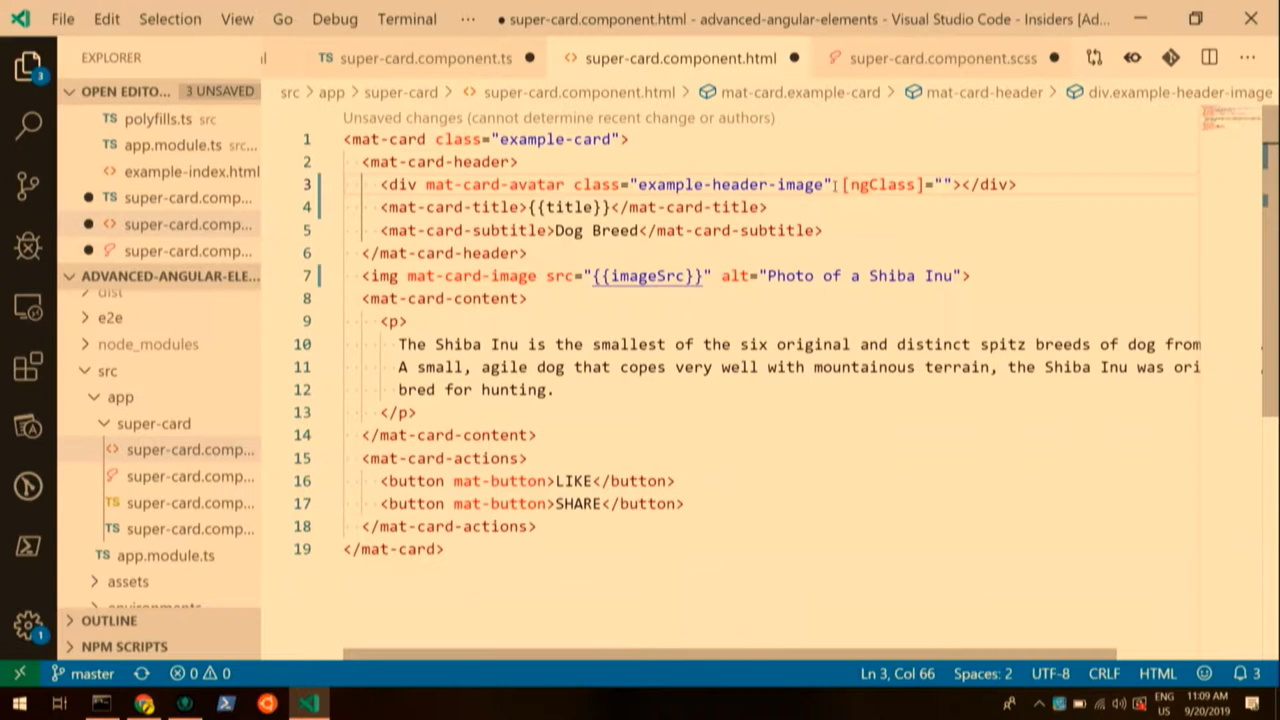 File Edit Selection View Go Debug Terminal ··· ● super-card.component.html - advanced-angular-elements - Visual Studio Code - Insiders [Ad...
EXPLORER
TS super-card.component.ts ●
<> super-card.component.html ●
super-card.component.scss ●
OPEN EDITO... 3 UNSAVED
src > app > super-card > <> super-card.component.html > mat-card.example-card > mat-card-header > div.example-header-image
TS polyfills.ts src
TS app.module.ts src...
<> example-index.html
● TS super-card.comp...
● <> super-card.comp...
● super-card.comp...
ADVANCED-ANGULAR-ELE...
dist
> e2e
> node_modules
src
app
super-card
<> super-card.comp...
super-card.comp...
TS super-card.comp...
TS super-card.comp...
TS app.module.ts
> assets
> OUTLINE
> NPM SCRIPTS
Unsaved changes (cannot determine recent change or authors)
1 <mat-card class="example-card">
2 <mat-card-header>
3 <div mat-card-avatar class="example-header-image" [ngClass]=""></div>
4 <mat-card-title>{{title}}</mat-card-title>
5 <mat-card-subtitle>Dog Breed</mat-card-subtitle>
6 </mat-card-header>
7 <img mat-card-image src="{{imageSrc}}" alt="Photo of a Shiba Inu">
8 <mat-card-content>
9 <p>
10 The Shiba Inu is the smallest of the six original and distinct spitz breeds of dog from
11 A small, agile dog that copes very well with mountainous terrain, the Shiba Inu was ori
12 bred for hunting.
13 </p>
14 </mat-card-content>
15 <mat-card-actions>
16 <button mat-button>LIKE</button>
17 <button mat-button>SHARE</button>
18 </mat-card-actions>
19 </mat-card>
3
1
master 0 0 Ln 3, Col 66 Spaces: 2 UTF-8 CRLF HTML 3
ENG US
11:09 AM
9/20/2019